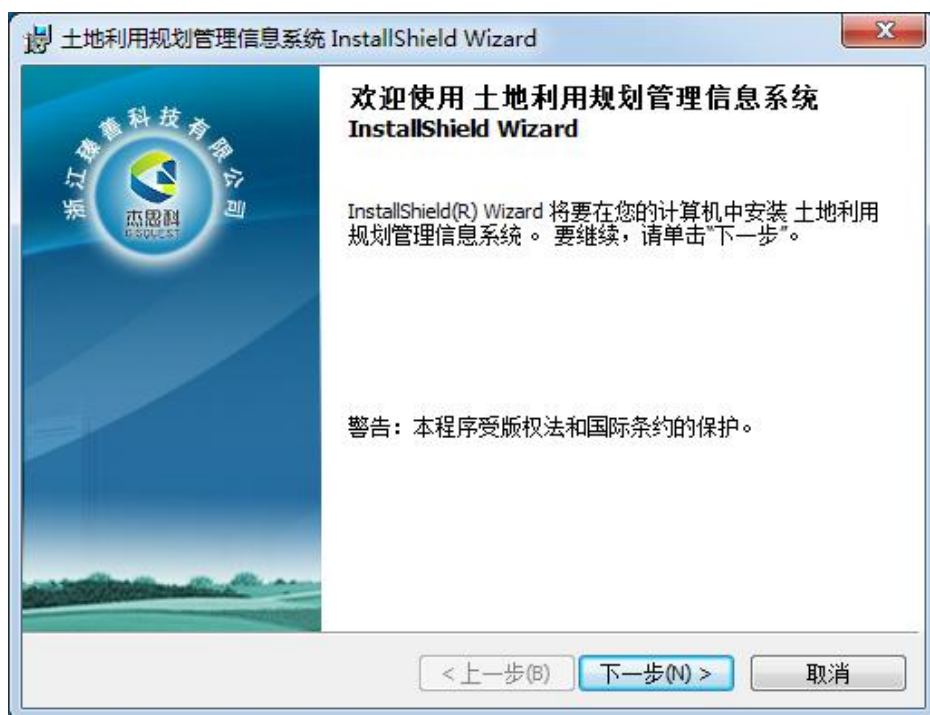 土地利用规划管理信息系统 InstallShield Wizard
浙江臻善科技有限公司
杰思科
欢迎使用 土地利用规划管理信息系统
InstallShield Wizard
InstallShield(R) Wizard 将要在您的计算机中安装 土地利用
规划管理信息系统 。 要继续，请单击"下一步"。
警告：本程序受版权法和国际条约的保护。
<上一步(B)
下一步(N) >
取消